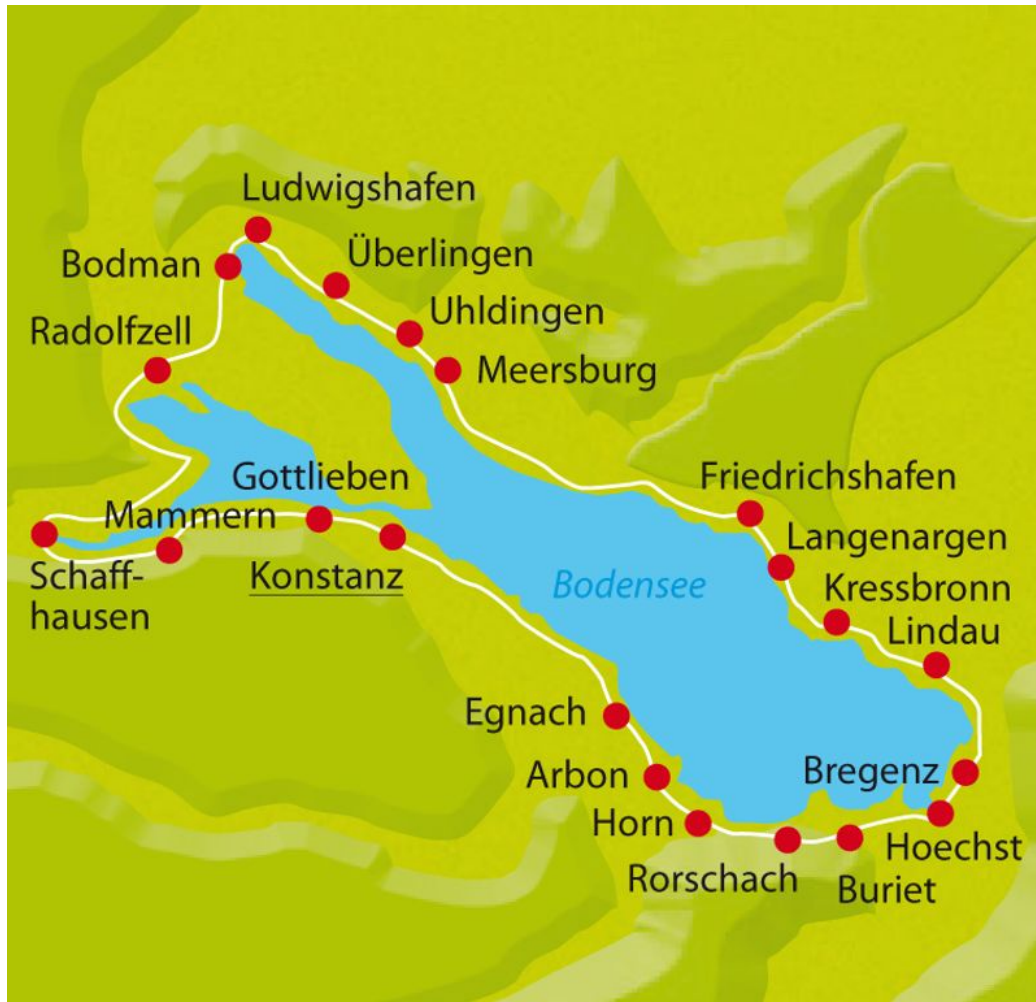 Ludwigshafen
Bodman
Überlingen
Radolfzell
Uhldingen
Meersburg
Gottlieben
Friedrichshafen
Mammern
Langenargen
Schaff-
hausen
Konstanz
Bodensee
Kressbronn
Lindau
Egnach
Arbon
Bregenz
Horn
Hoechst
Rorschach
Buriet